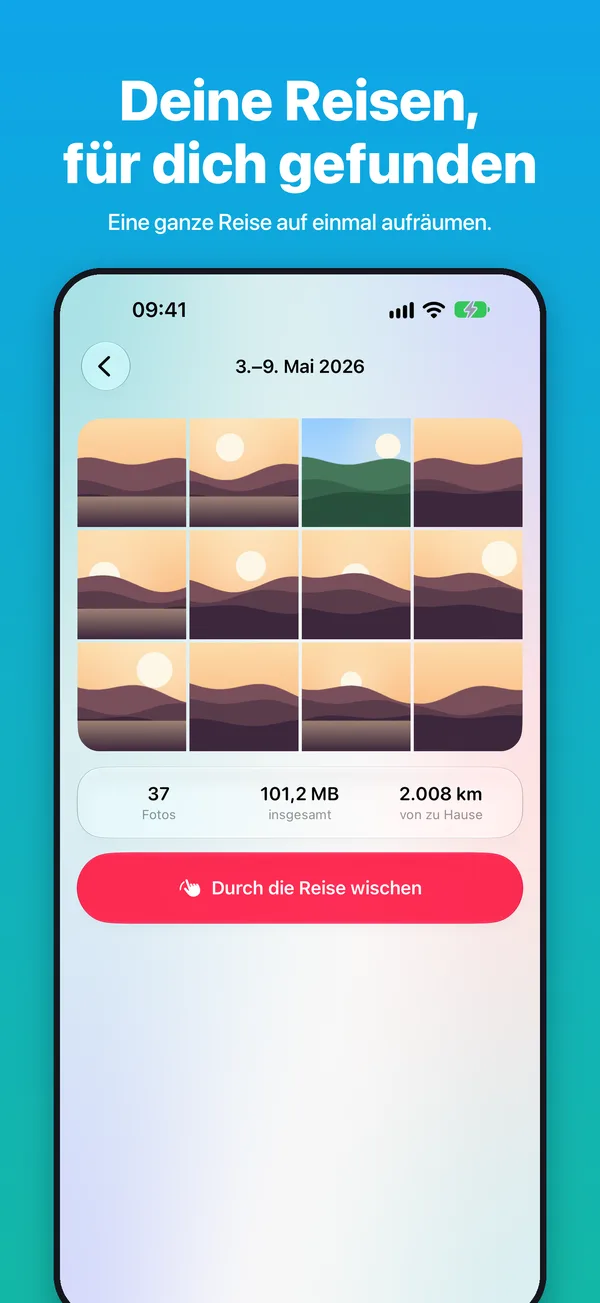 Deine Reisen,
für dich gefunden
Eine ganze Reise auf einmal aufräumen.
09:41
3.–9. Mai 2026
37 101,2 MB 2.008 km
Fotos insgesamt von zu Hause
Durch die Reise wischen